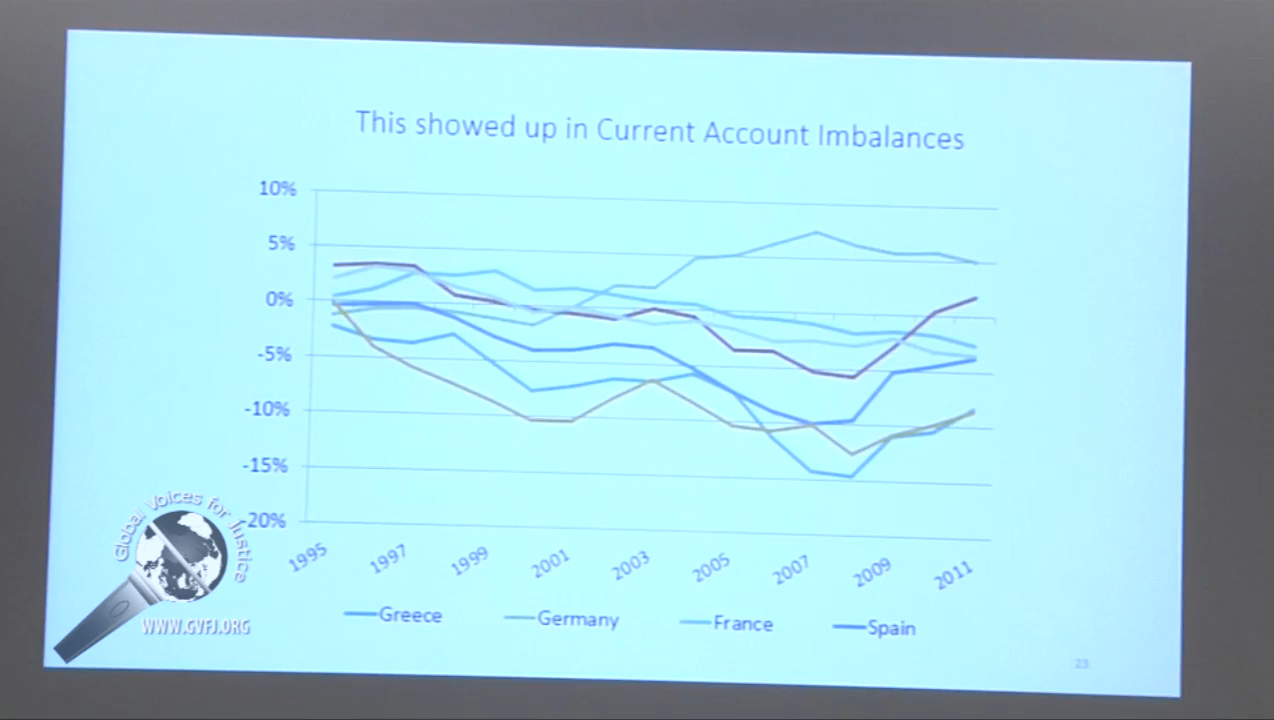 This showed up in Current Account Imbalances
10%
5%
0%
-5%
-10%
-15%
-20%
1995 1997 1999 2001 2003 2005 2007 2009 2011
Greece Germany France Spain
23
Global Voices for Justice
WWW.GVFJ.ORG